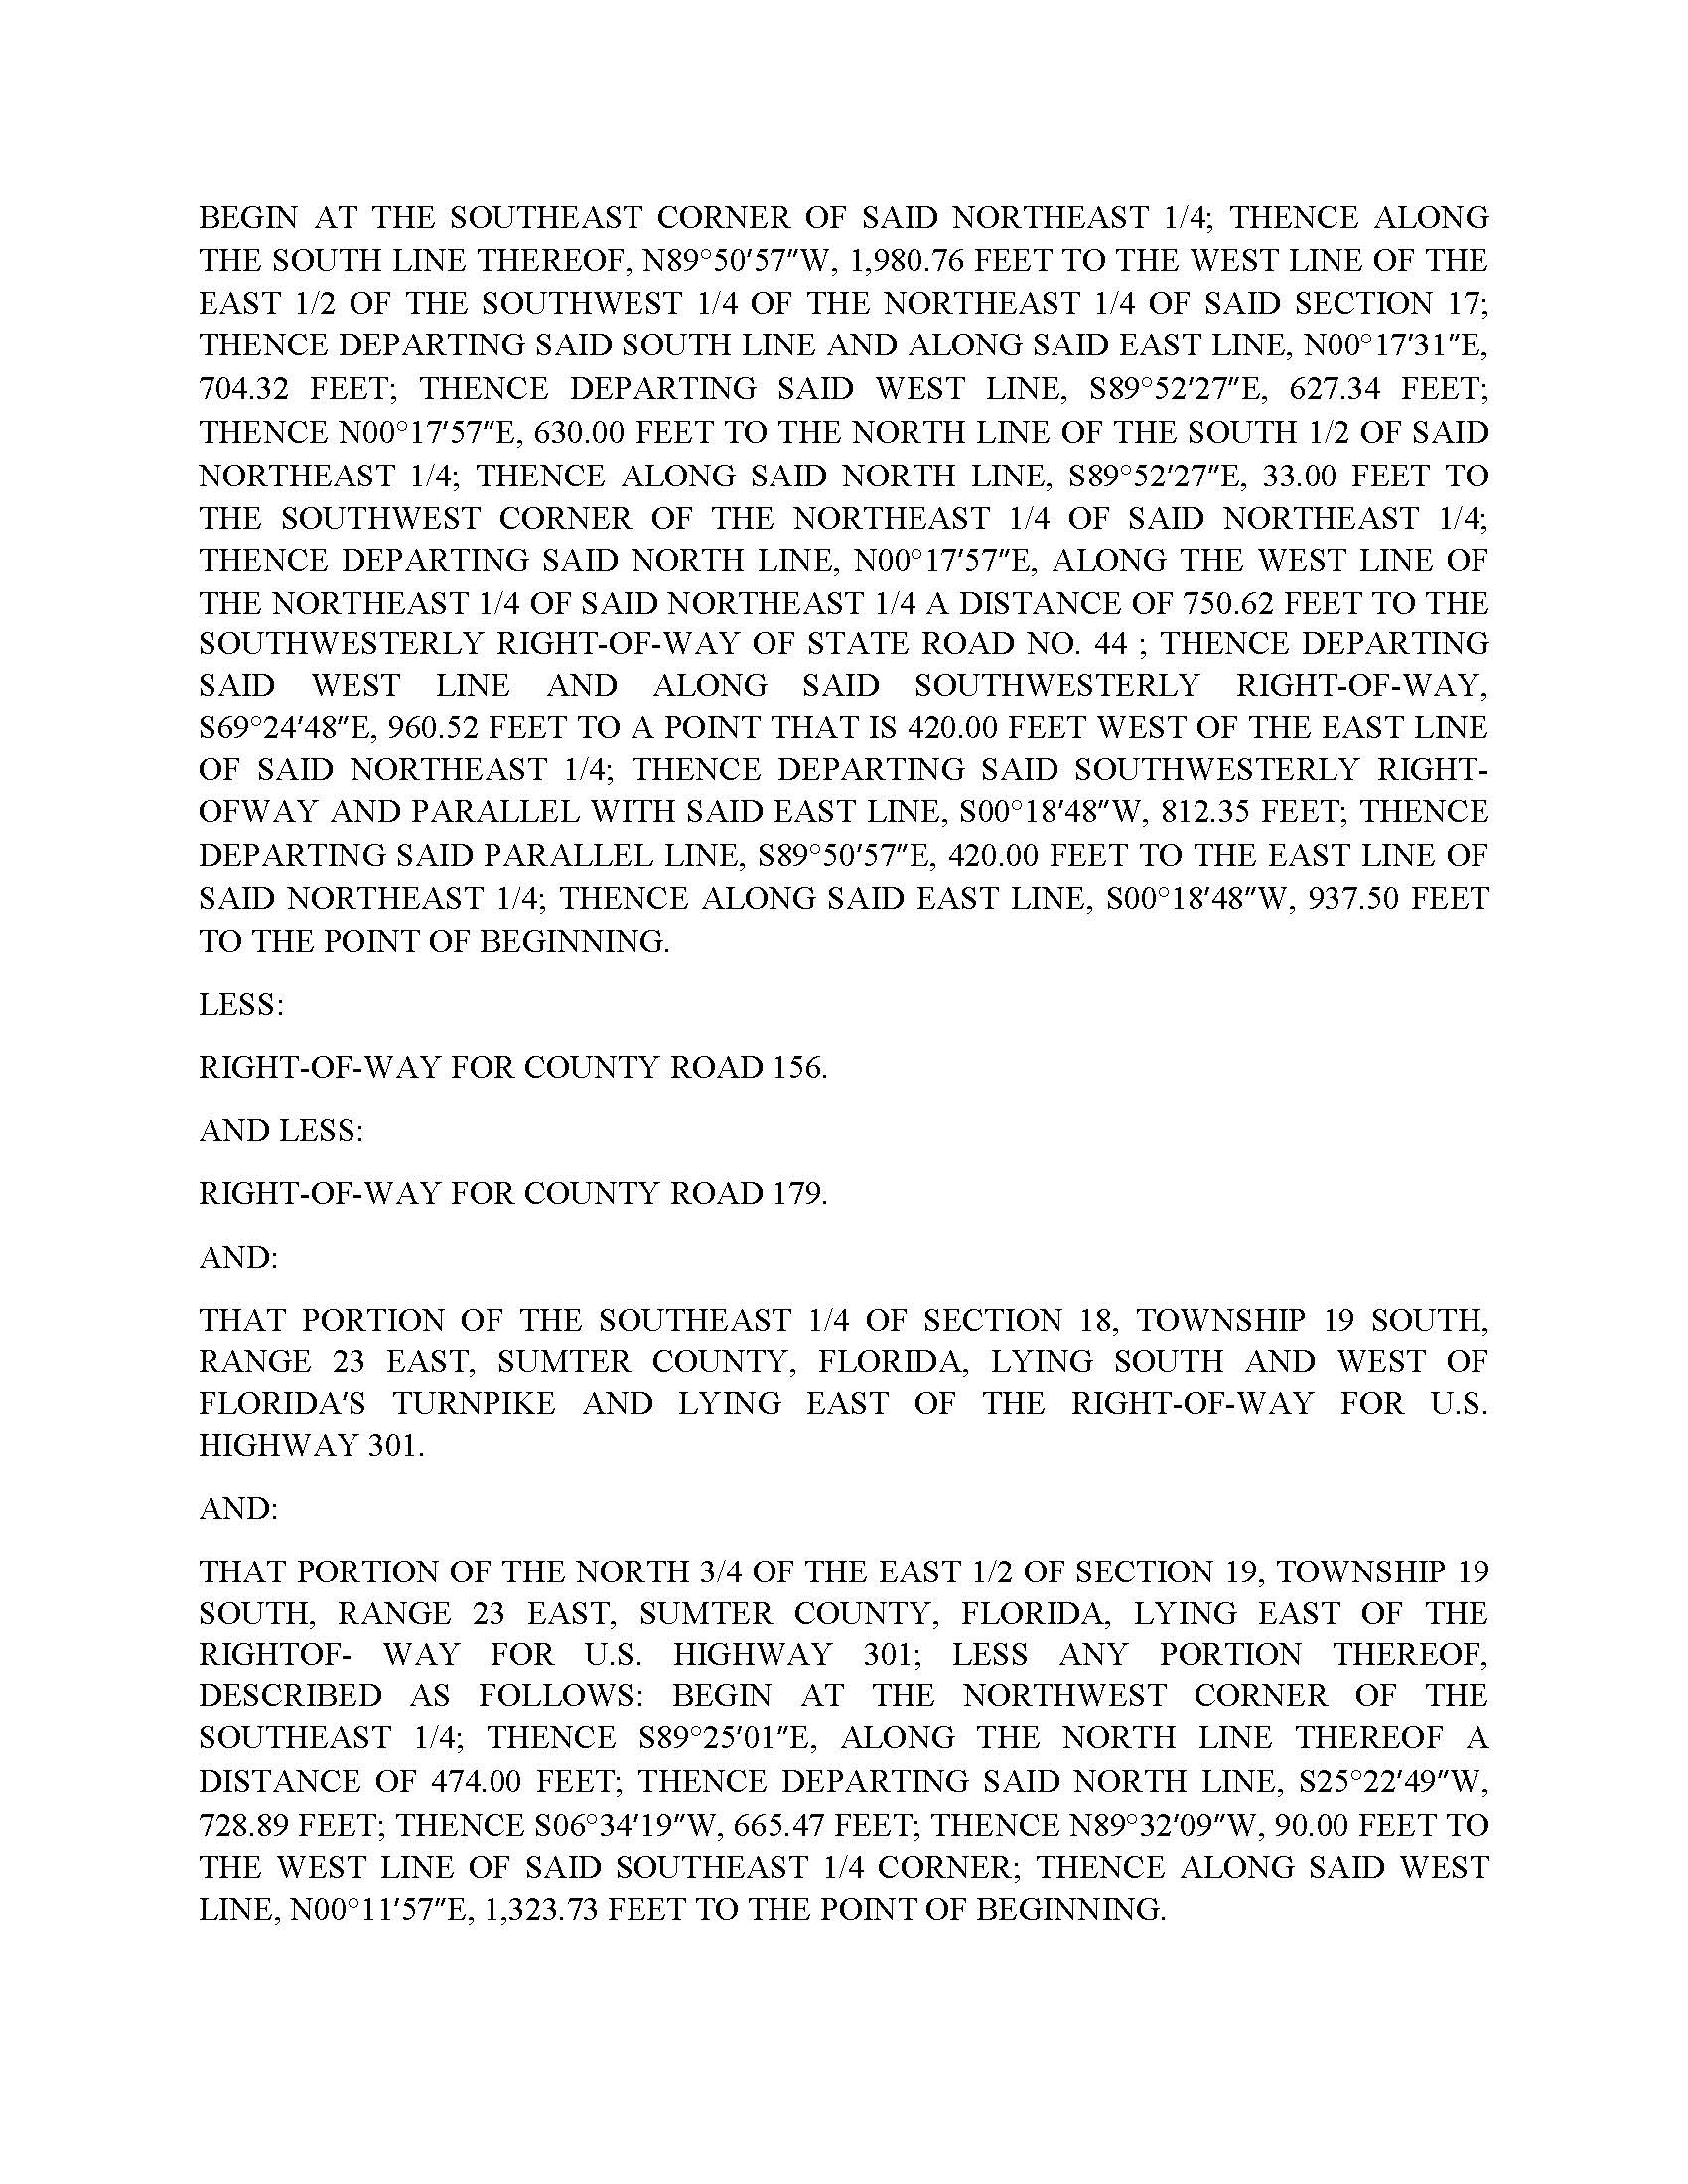 BEGIN AT THE SOUTHEAST CORNER OF SAID NORTHEAST 1/4; THENCE ALONG
THE SOUTH LINE THEREOF, N89°50'57"W, 1,980.76 FEET TO THE WEST LINE OF THE
EAST 1/2 OF THE SOUTHWEST 1/4 OF THE NORTHEAST 1/4 OF SAID SECTION 17;
THENCE DEPARTING SAID SOUTH LINE AND ALONG SAID EAST LINE, N00°17'31"E,
704.32 FEET; THENCE DEPARTING SAID WEST LINE, S89°52'27"E, 627.34 FEET;
THENCE N00°17'57"E, 630.00 FEET TO THE NORTH LINE OF THE SOUTH 1/2 OF SAID
NORTHEAST 1/4; THENCE ALONG SAID NORTH LINE, S89°52'27"E, 33.00 FEET TO
THE SOUTHWEST CORNER OF THE NORTHEAST 1/4 OF SAID NORTHEAST 1/4;
THENCE DEPARTING SAID NORTH LINE, N00°17'57"E, ALONG THE WEST LINE OF
THE NORTHEAST 1/4 OF SAID NORTHEAST 1/4 A DISTANCE OF 750.62 FEET TO THE
SOUTHWESTERLY RIGHT-OF-WAY OF STATE ROAD NO. 44 ; THENCE DEPARTING
SAID WEST LINE AND ALONG SAID SOUTHWESTERLY RIGHT-OF-WAY,
S69°24'48"E, 960.52 FEET TO A POINT THAT IS 420.00 FEET WEST OF THE EAST LINE
OF SAID NORTHEAST 1/4; THENCE DEPARTING SAID SOUTHWESTERLY RIGHT-
OFWAY AND PARALLEL WITH SAID EAST LINE, S00°18'48"W, 812.35 FEET; THENCE
DEPARTING SAID PARALLEL LINE, S89°50'57"E, 420.00 FEET TO THE EAST LINE OF
SAID NORTHEAST 1/4; THENCE ALONG SAID EAST LINE, S00°18'48"W, 937.50 FEET
TO THE POINT OF BEGINNING.
LESS:
RIGHT-OF-WAY FOR COUNTY ROAD 156.
AND LESS:
RIGHT-OF-WAY FOR COUNTY ROAD 179.
AND:
THAT PORTION OF THE SOUTHEAST 1/4 OF SECTION 18, TOWNSHIP 19 SOUTH,
RANGE 23 EAST, SUMTER COUNTY, FLORIDA, LYING SOUTH AND WEST OF
FLORIDA'S TURNPIKE AND LYING EAST OF THE RIGHT-OF-WAY FOR U.S.
HIGHWAY 301.
AND:
THAT PORTION OF THE NORTH 3/4 OF THE EAST 1/2 OF SECTION 19, TOWNSHIP 19
SOUTH, RANGE 23 EAST, SUMTER COUNTY, FLORIDA, LYING EAST OF THE
RIGHTOF- WAY FOR U.S. HIGHWAY 301; LESS ANY PORTION THEREOF,
DESCRIBED AS FOLLOWS: BEGIN AT THE NORTHWEST CORNER OF THE
SOUTHEAST 1/4; THENCE S89°25'01"E, ALONG THE NORTH LINE THEREOF A
DISTANCE OF 474.00 FEET; THENCE DEPARTING SAID NORTH LINE, S25°22'49"W,
728.89 FEET; THENCE S06°34'19"W, 665.47 FEET; THENCE N89°32'09"W, 90.00 FEET TO
THE WEST LINE OF SAID SOUTHEAST 1/4 CORNER; THENCE ALONG SAID WEST
LINE, N00°11'57"E, 1,323.73 FEET TO THE POINT OF BEGINNING.